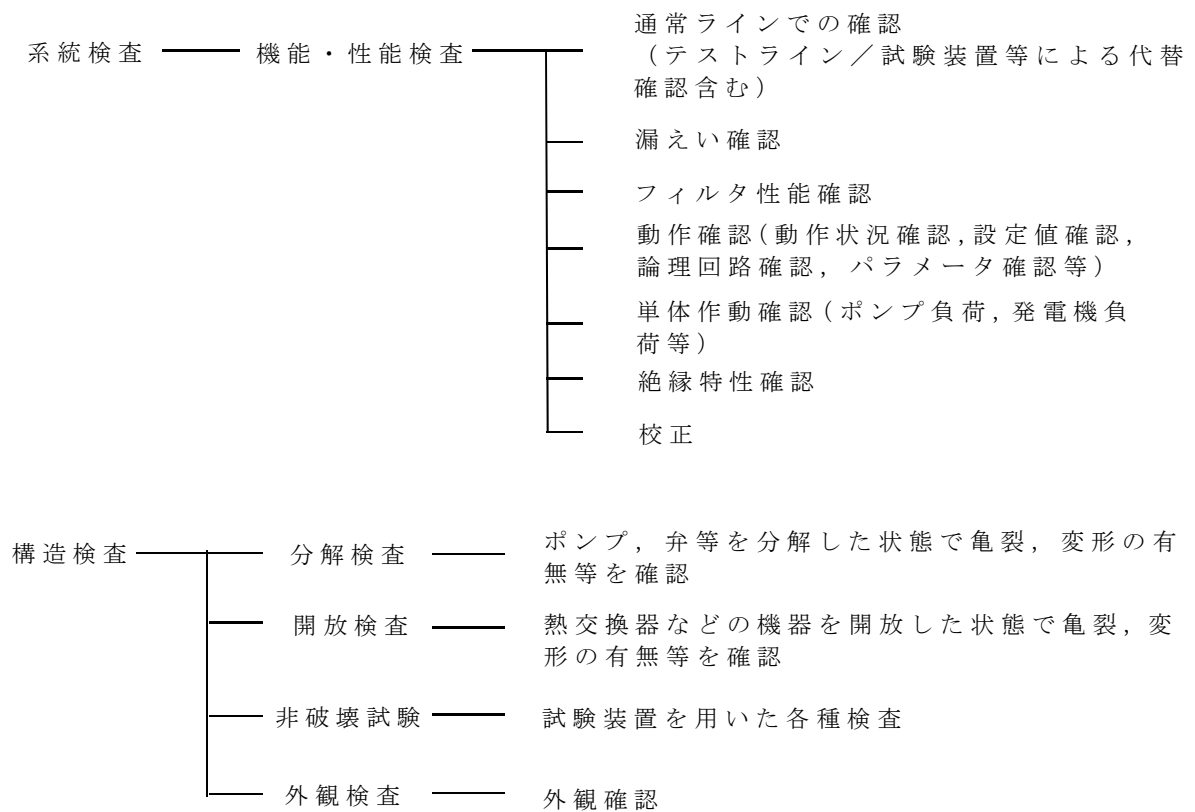 系統検査 機能・性能検査 通常ラインでの確認
（テストライン／試験装置等による代替
確認含む）
漏えい確認
フィルタ性能確認
動作確認（動作状況確認,設定値確認,
論理回路確認, パラメータ確認等）
単体作動確認（ポンプ負荷,発電機負
荷等）
絶縁特性確認
校正
構造検査 分解検査 ポンプ, 弁等を分解した状態で亀裂, 変形の有
無等を確認
開放検査 熱交換器などの機器を開放した状態で亀裂, 変
形の有無等を確認
非破壊試験 試験装置を用いた各種検査
外観検査 外観確認